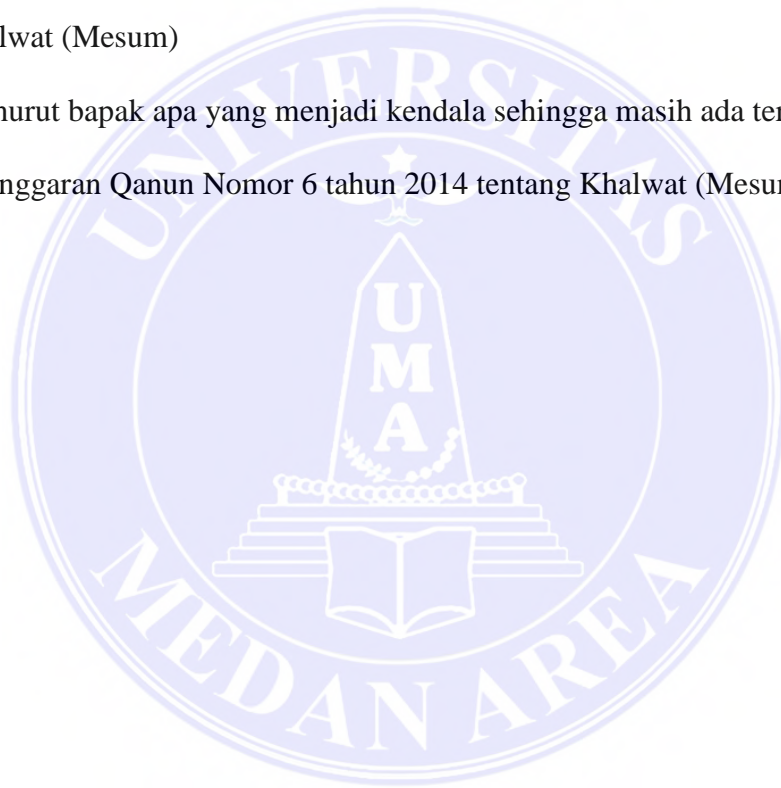 lwat (Mesum)
nurut bapak apa yang menjadi kendala sehingga masih ada ter
nggaran Qanun Nomor 6 tahun 2014 tentang Khalwat (Mesu
UNIVERSITAS
UMA
MEDAN AREA